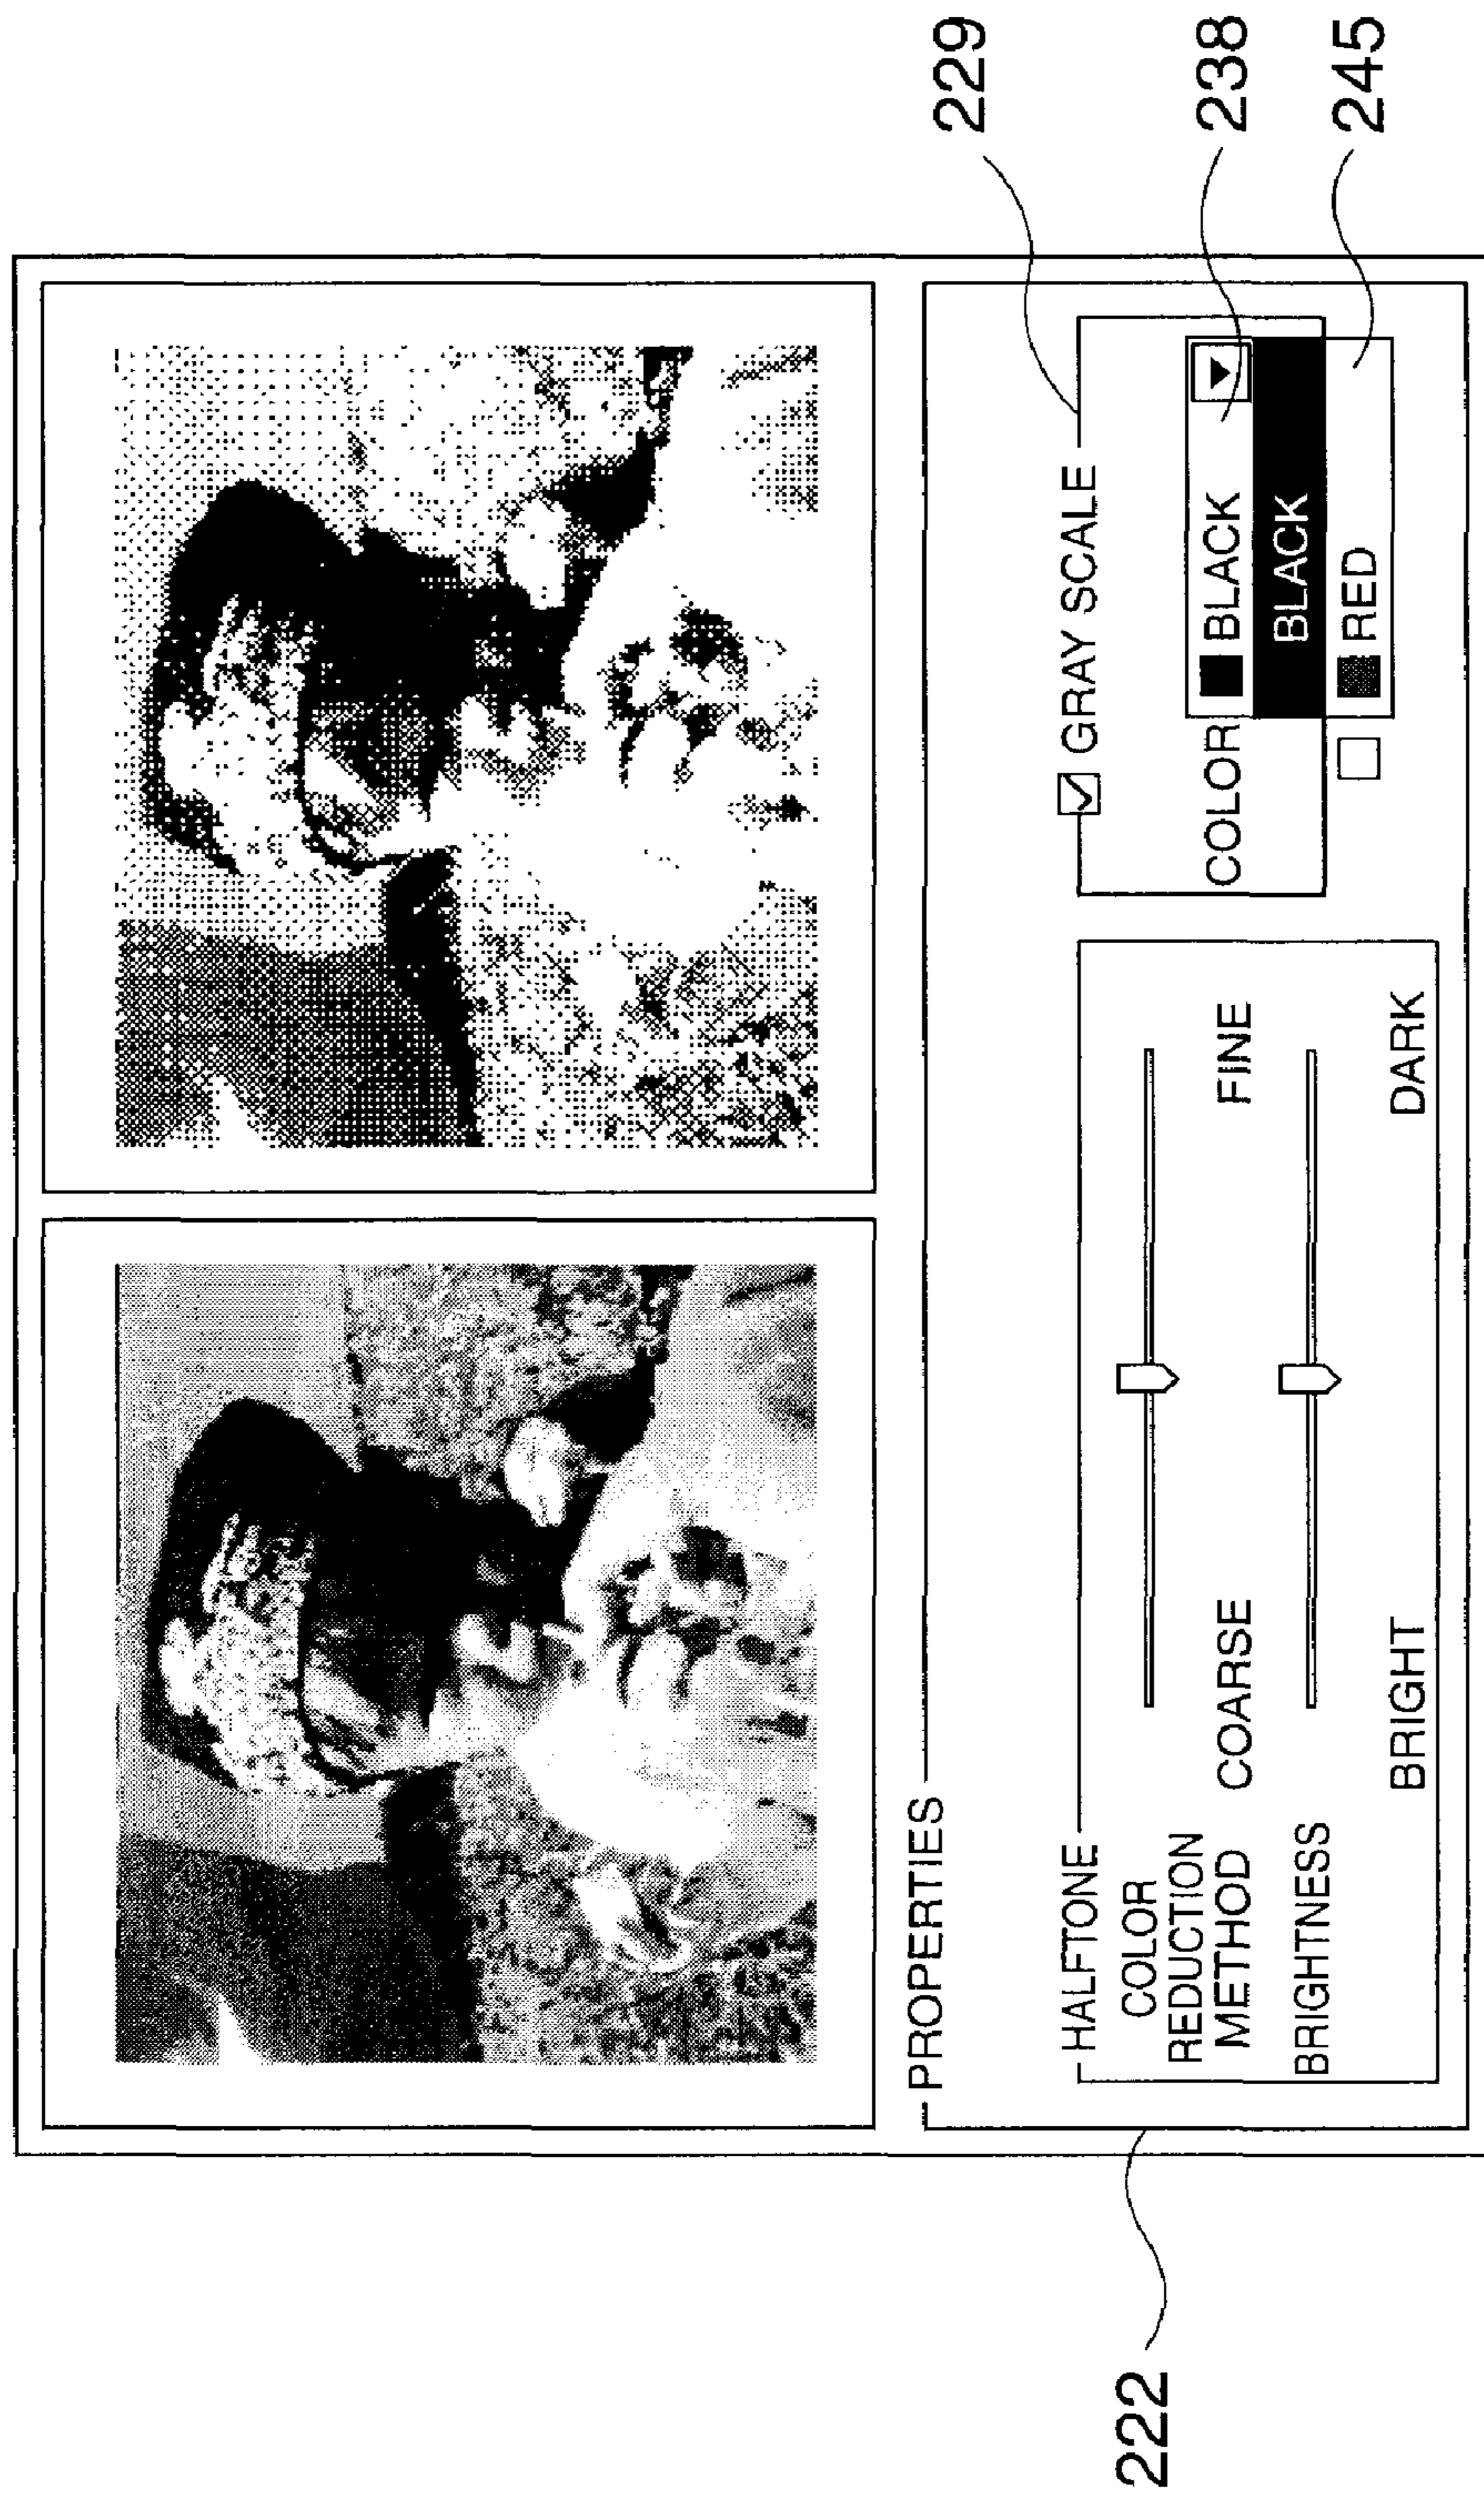 PROPERTIES
HALFTONE
COLOR
REDUCTION
METHOD
COARSE
FINE
BRIGHTNESS
BRIGHT
DARK
GRAY SCALE
COLOR
BLACK
BLACK
RED
222
229
238
245